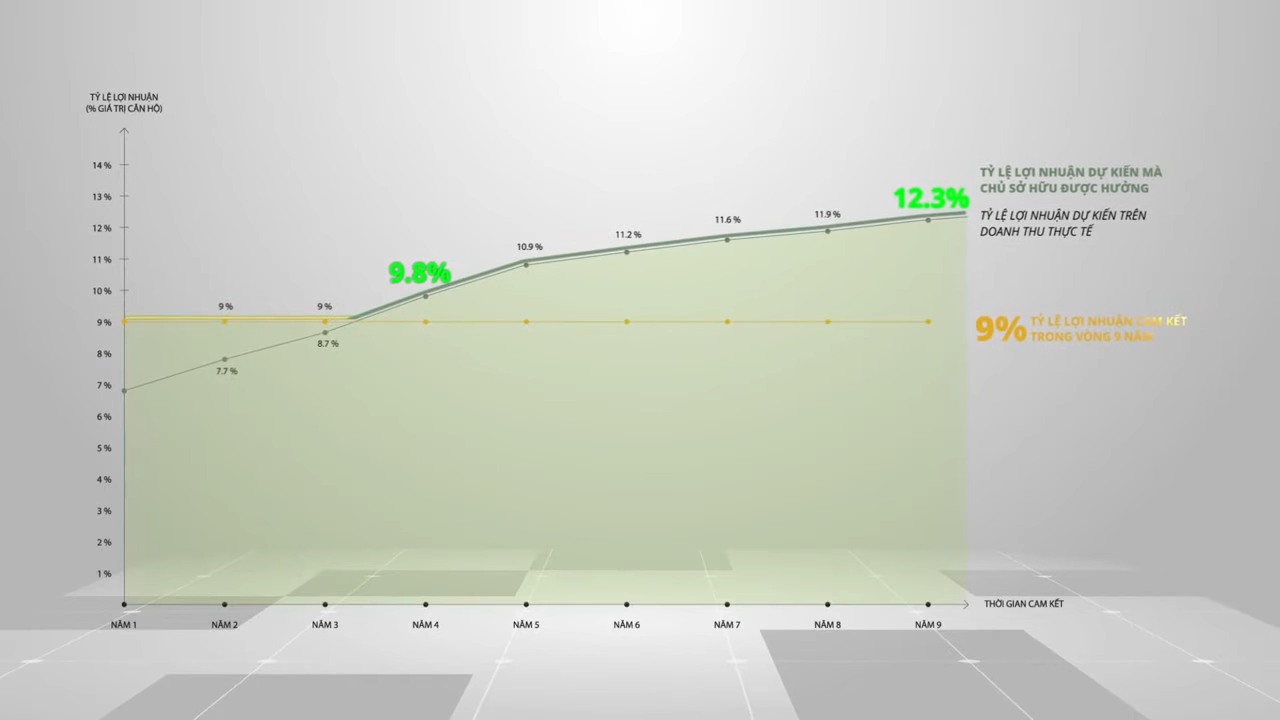 TỶ LỆ LỢI NHUẬN
(% GIÁ TRỊ CĂN HỘ)
14 %
13 %
12 %
11 %
10 %
9 %
8 %
7 %
6 %
5 %
4 %
3 %
2 %
1 %
9 %
9 %
7.7 %
8.7 %
9.8%
10.9 %
11.2 %
11.6 %
11.9 %
12.3%
TỶ LỆ LỢI NHUẬN DỰ KIẾN MÀ
CHỦ SỞ HỮU ĐƯỢC HƯỞNG
TỶ LỆ LỢI NHUẬN DỰ KIẾN TRÊN
DOANH THU THỰC TẾ
9% TỶ LỆ LỢI NHUẬN CAM KẾT
TRONG VÒNG 9 NĂM
NĂM 1
NĂM 2
NĂM 3
NĂM 4
NĂM 5
NĂM 6
NĂM 7
NĂM 8
NĂM 9
THỜI GIAN CAM KẾT